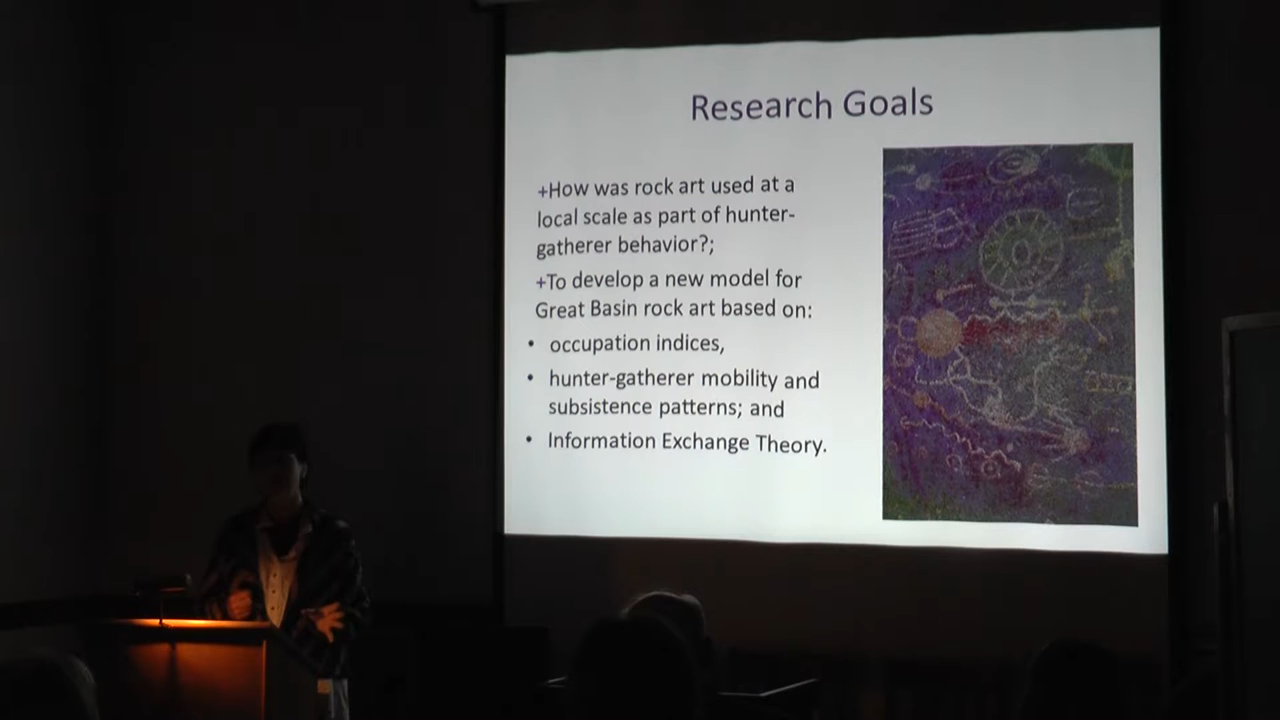 Research Goals
+How was rock art used at a
local scale as part of hunter-
gatherer behavior?;
+To develop a new model for
Great Basin rock art based on:
• occupation indices,
• hunter-gatherer mobility and
subsistence patterns; and
• Information Exchange Theory.